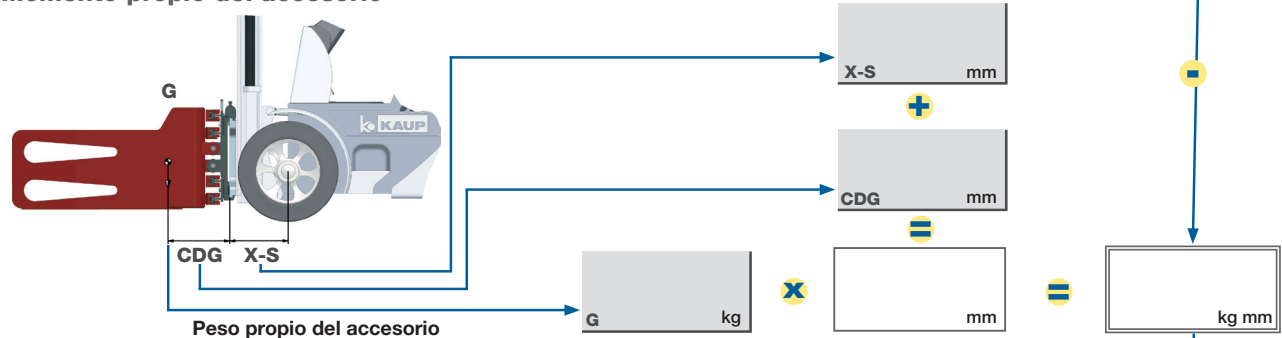 Momento propio del accesorio
G
KAUP
X-S mm
+
-
CDG mm
=
CDG X-S
G kg
x
mm
=
kg mm
Peso propio del accesorio